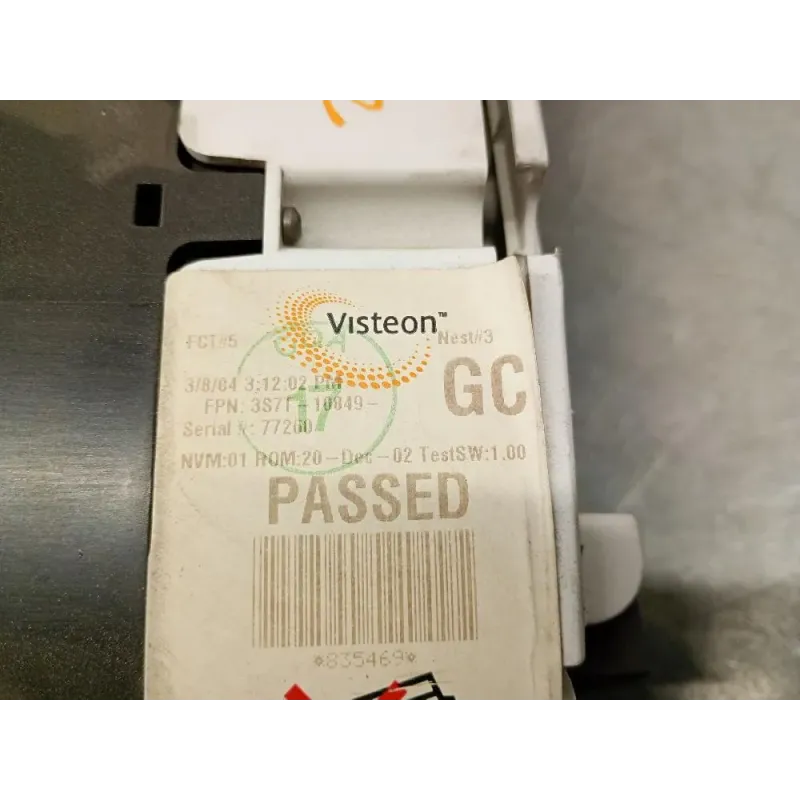 Visteon™
FCT#5
Nest#3
3/8/04 3:12:02 PM
17
GC
FPN: 3S7T-10849-
Serial #: 77260
NVM:01 ROM:20-Dec-02 TestSW:1.00
PASSED
*835469*